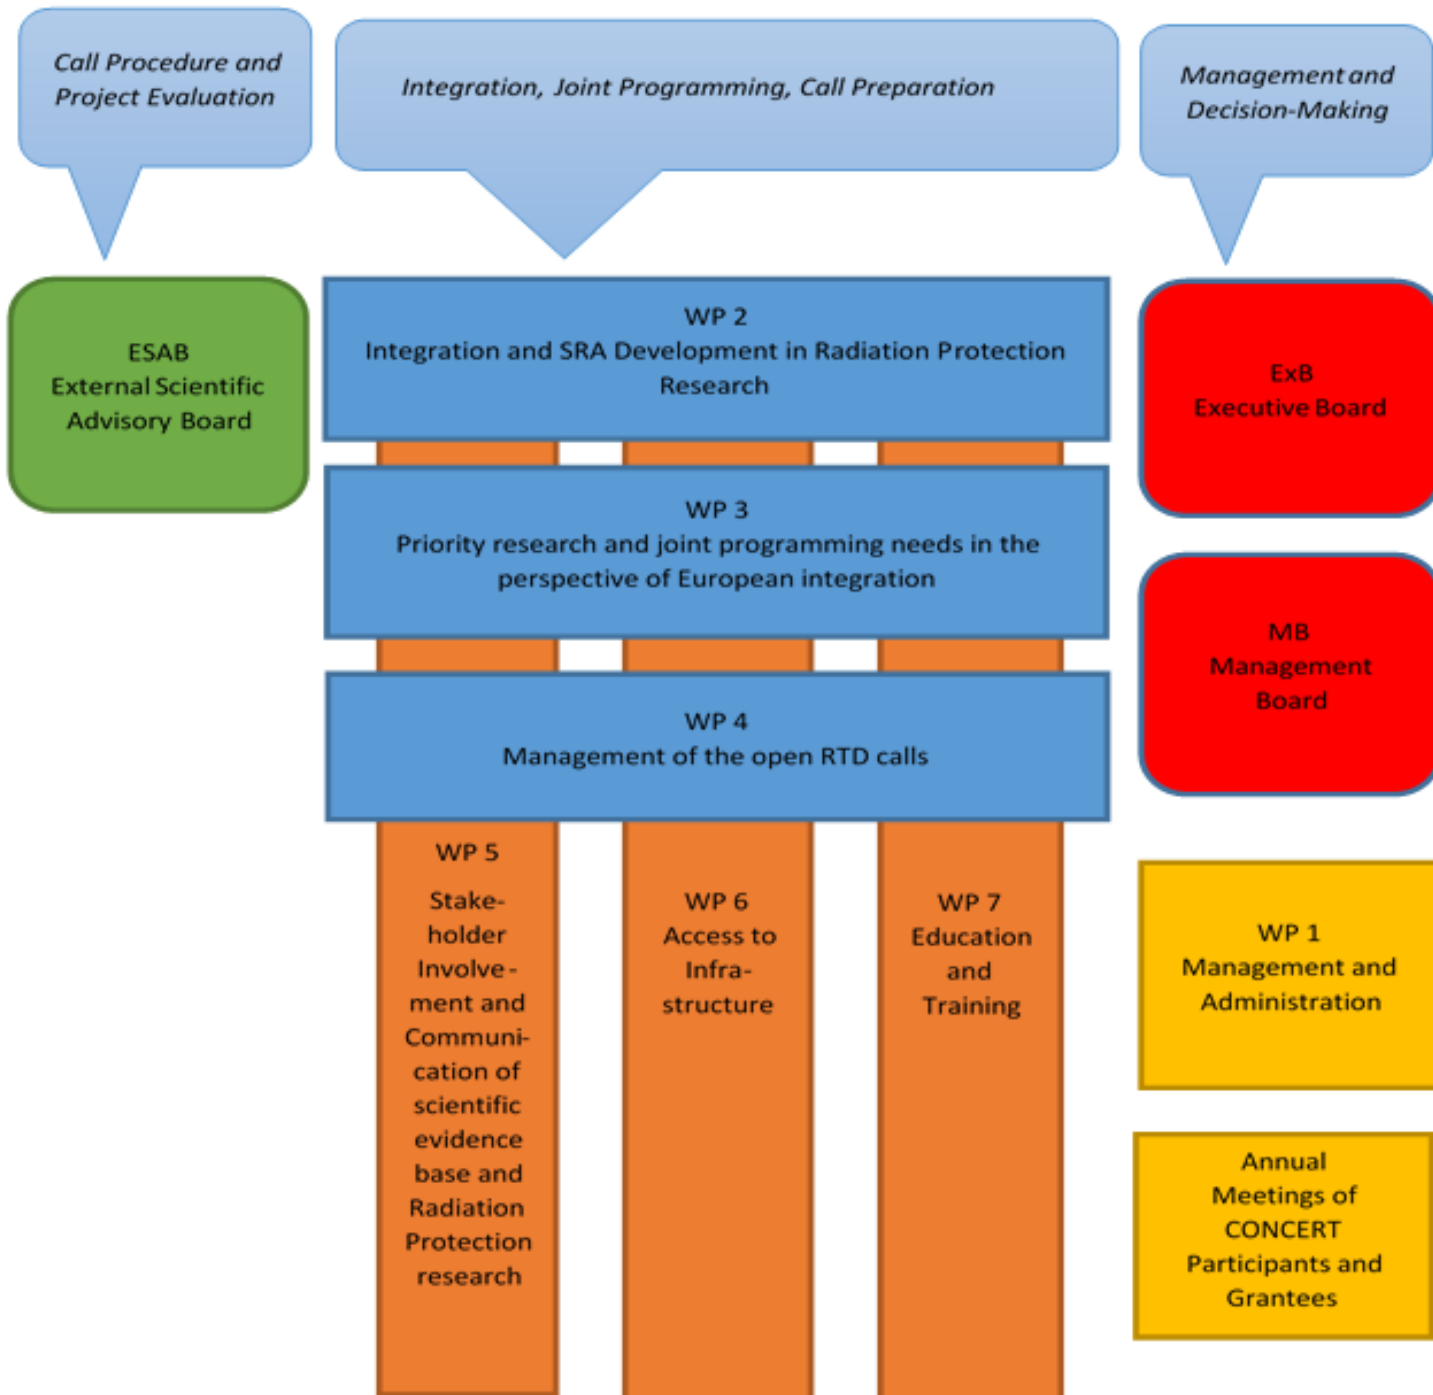 Call Procedure and
Project Evaluation
Integration, Joint Programming, Call Preparation
Management and
Decision-Making
ESAB
External Scientific
Advisory Board
WP 2
Integration and SRA Development in Radiation Protection
Research
ExB
Executive Board
WP 3
Priority research and joint programming needs in the
perspective of European integration
MB
Management
Board
WP 4
Management of the open RTD calls
WP 5
Stake-
holder
Involve-
ment and
Communi-
cation of
scientific
evidence
base and
Radiation
Protection
research
WP 6
Access to
Infra-
structure
WP 7
Education
and
Training
WP 1
Management and
Administration
Annual
Meetings of
CONCERT
Participants and
Grantees